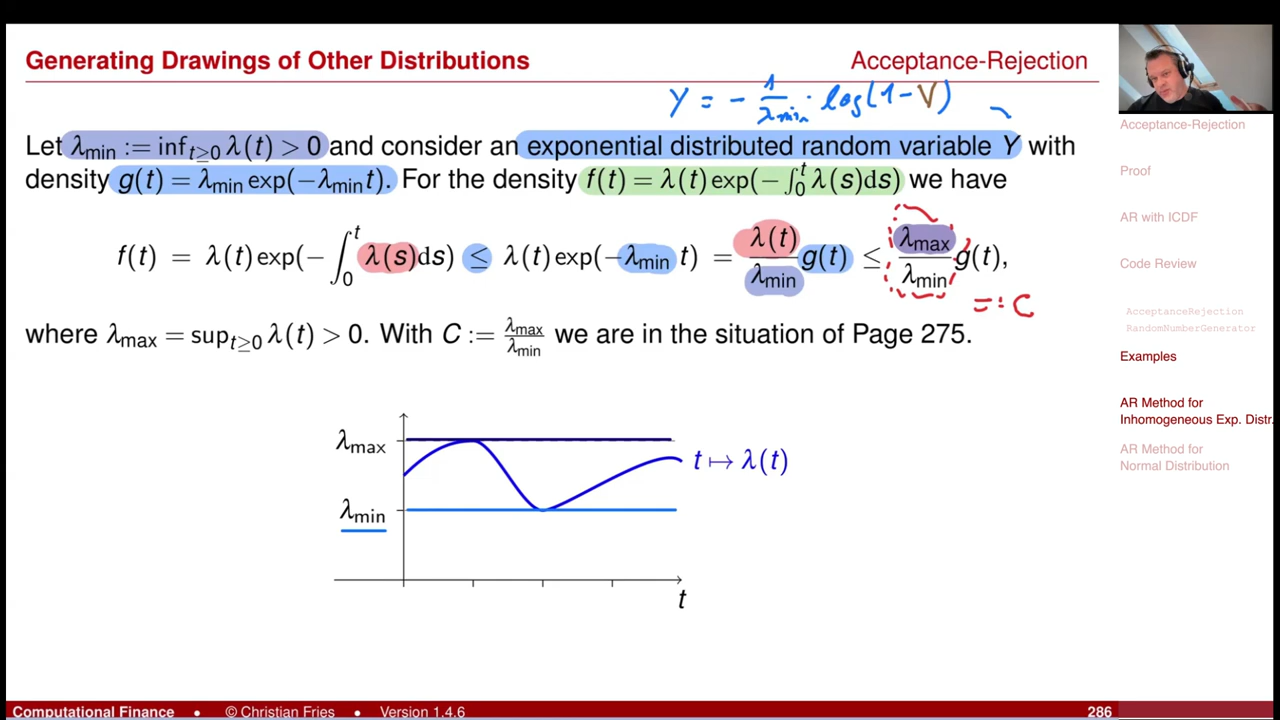 Generating Drawings of Other Distributions
Acceptance-Rejection
Y = - 1/λmin · log(1-V)
Let λmin := inf t≥0 λ(t) > 0 and consider an exponential distributed random variable Y with
density g(t) = λmin exp(−λmin t). For the density f(t) = λ(t) exp(−∫₀ᵗ λ(s)ds) we have
f(t) = λ(t) exp(−∫₀ᵗ λ(s)ds) ≤ λ(t) exp(−λmin t) = λ(t)/λmin g(t) ≤ λmax/λmin g(t),
=: C
where λmax = sup t≥0 λ(t) > 0. With C := λmax/λmin we are in the situation of Page 275.
λmax
t ↦ λ(t)
λmin
t
Acceptance-Rejection
Proof
AR with ICDF
Code Review
AcceptanceRejection
RandomNumberGenerator
Examples
AR Method for
Inhomogeneous Exp. Distr.
AR Method for
Normal Distribution
Computational Finance • © Christian Fries • Version 1.4.6
286